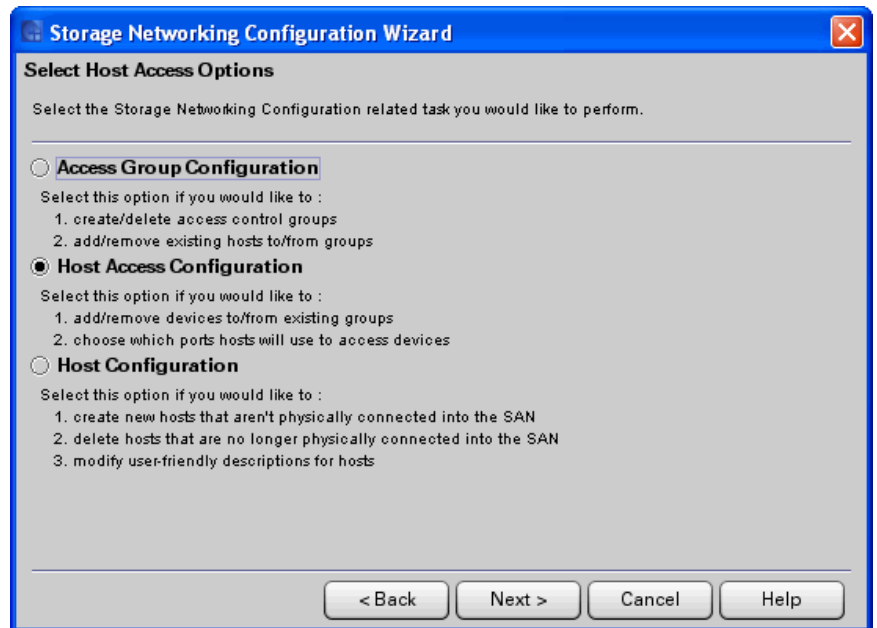 Storage Networking Configuration Wizard
Select Host Access Options
Select the Storage Networking Configuration related task you would like to perform.
Access Group Configuration
Select this option if you would like to :
1. create/delete access control groups
2. add/remove existing hosts to/from groups
Host Access Configuration
Select this option if you would like to :
1. add/remove devices to/from existing groups
2. choose which ports hosts will use to access devices
Host Configuration
Select this option if you would like to :
1. create new hosts that aren't physically connected into the SAN
2. delete hosts that are no longer physically connected into the SAN
3. modify user-friendly descriptions for hosts
< Back Next > Cancel Help